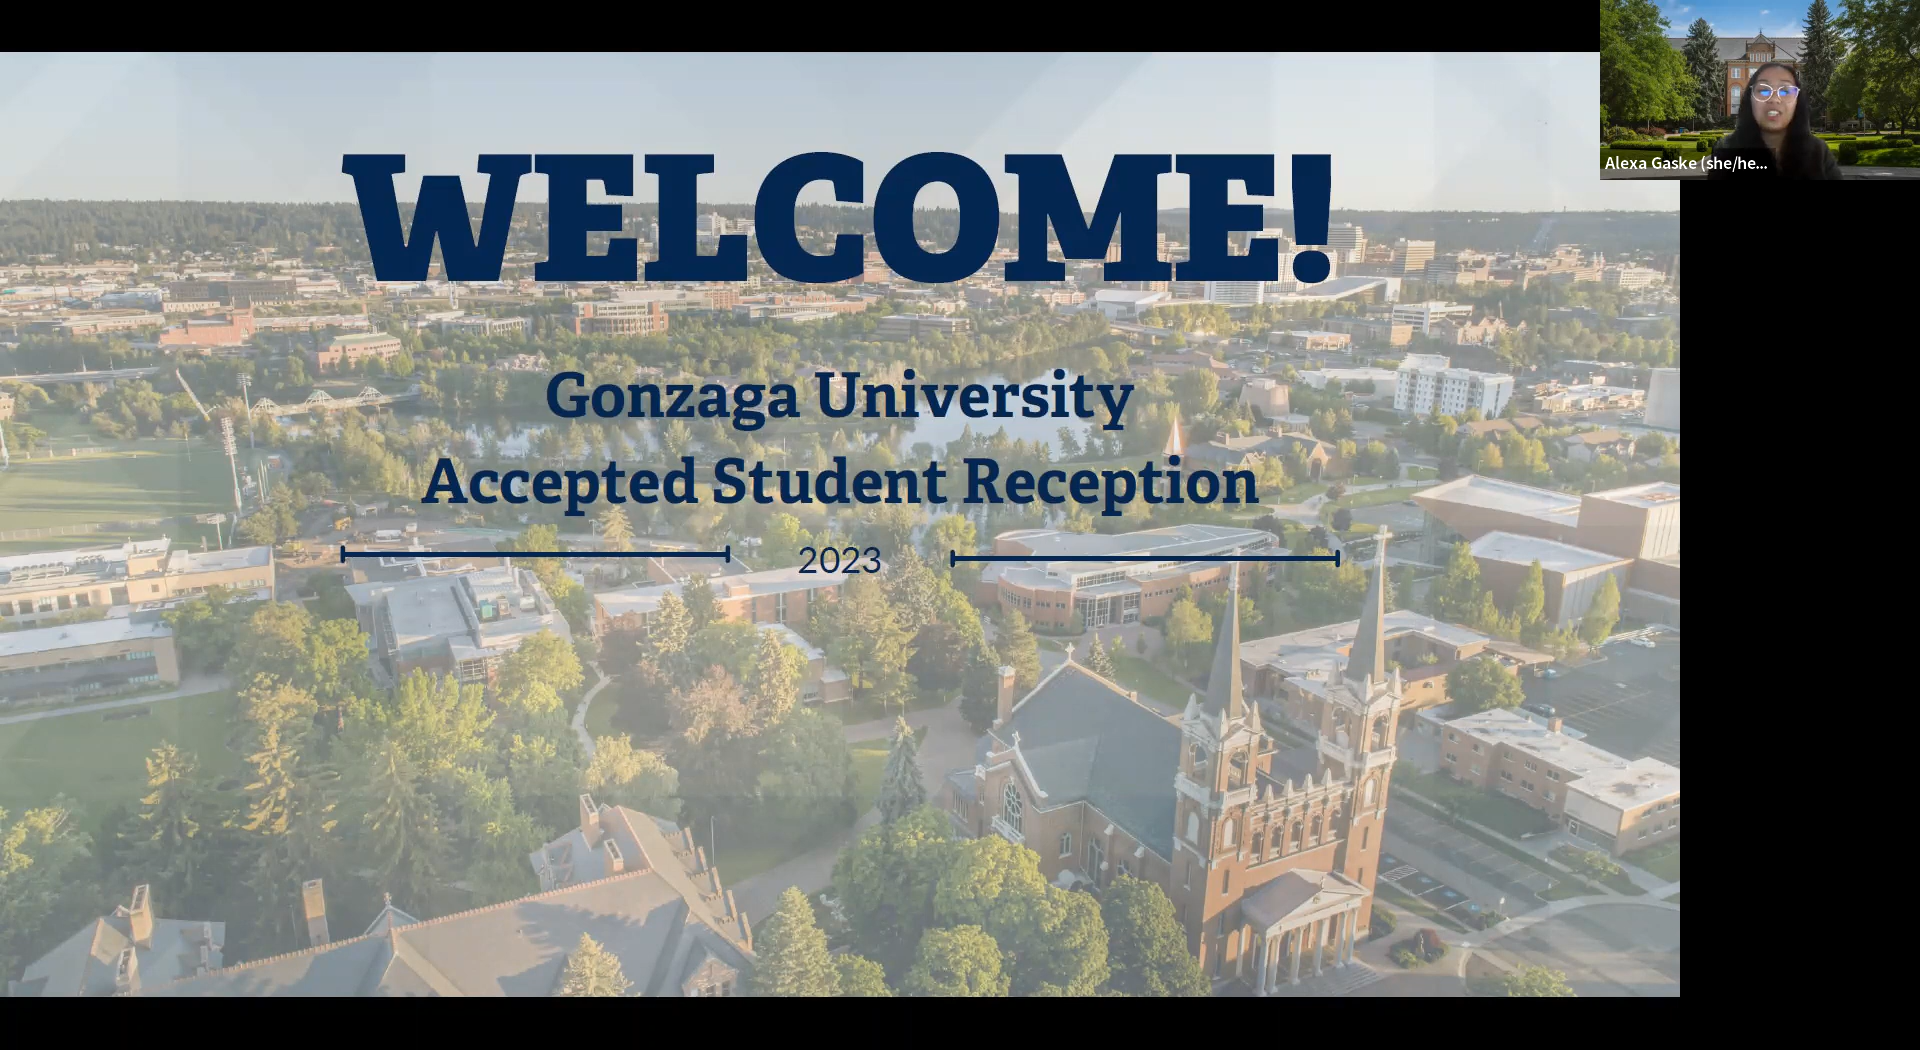 WELCOME!
Gonzaga University
Accepted Student Reception
2023
Alexa Gaske (she/he...